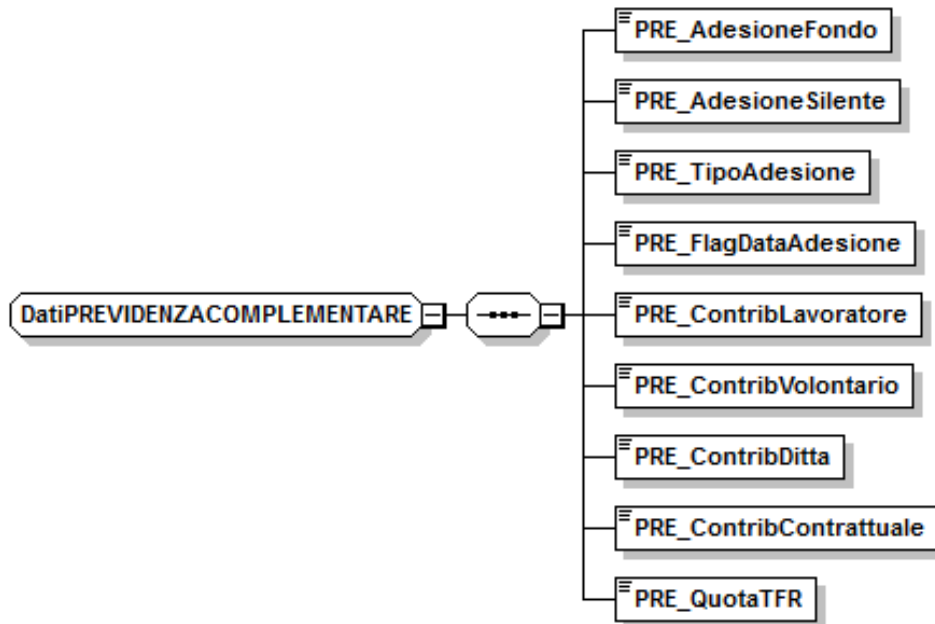 PRE_AdesioneFondo
PRE_AdesioneSilente
PRE_TipoAdesione
PRE_FlagDataAdesione
DatiPREVIDENZACOMPLEMENTARE
PRE_ContribLavoratore
PRE_ContribVolontario
PRE_ContribDitta
PRE_ContribContrattuale
PRE_QuotaTFR